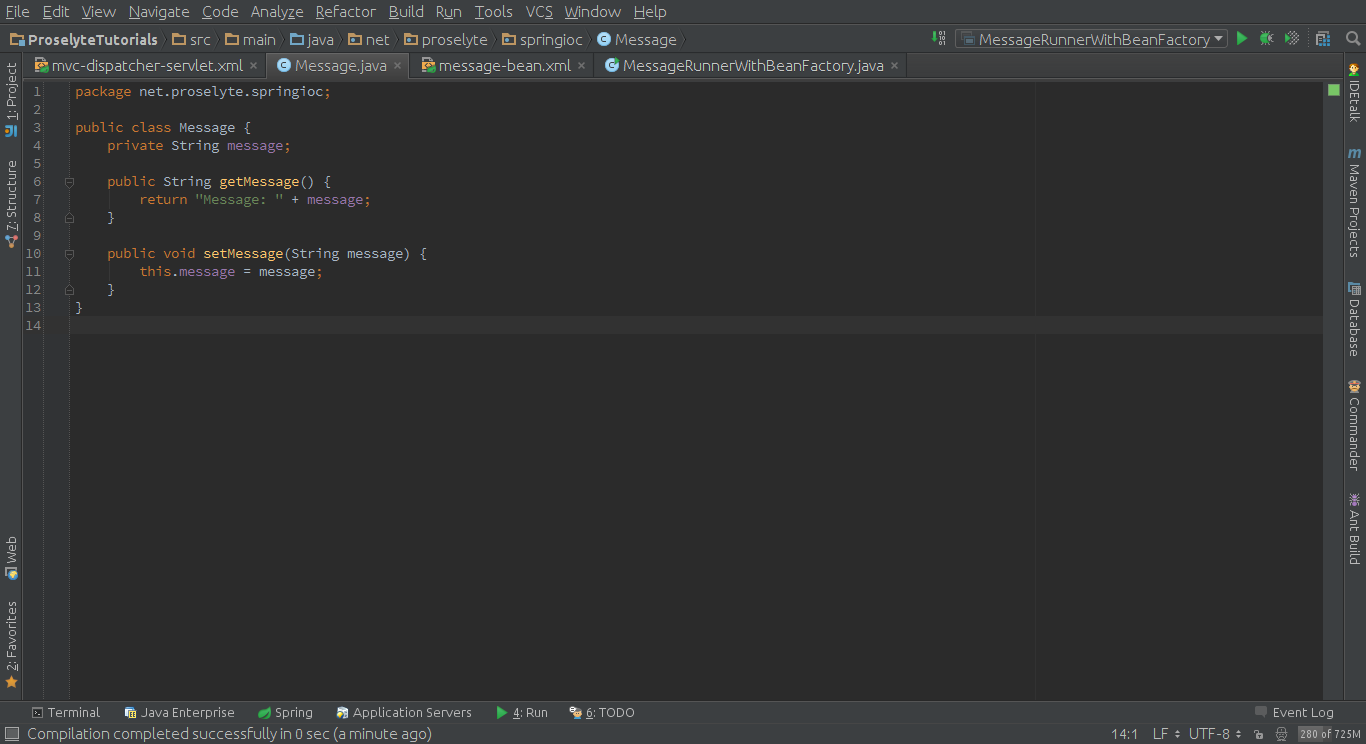 File Edit View Navigate Code Analyze Refactor Build Run Tools VCS Window Help
ProselyteTutorials src main java net proselyte springioc Message MessageRunnerWithBeanFactory
mvc-dispatcher-servlet.xml Message.java message-bean.xml MessageRunnerWithBeanFactory.java
1 package net.proselyte.springioc;
2
3 public class Message {
4 private String message;
5
6 public String getMessage() {
7 return "Message: " + message;
8 }
9
10 public void setMessage(String message) {
11 this.message = message;
12 }
13 }
14
1: Project
7: Structure
Web
2: Favorites
IDEtalk
Maven Projects
Database
Commander
Ant Build
Terminal Java Enterprise Spring Application Servers 4: Run 6: TODO Event Log
Compilation completed successfully in 0 sec (a minute ago) 14:1 LF UTF-8 280 of 725M